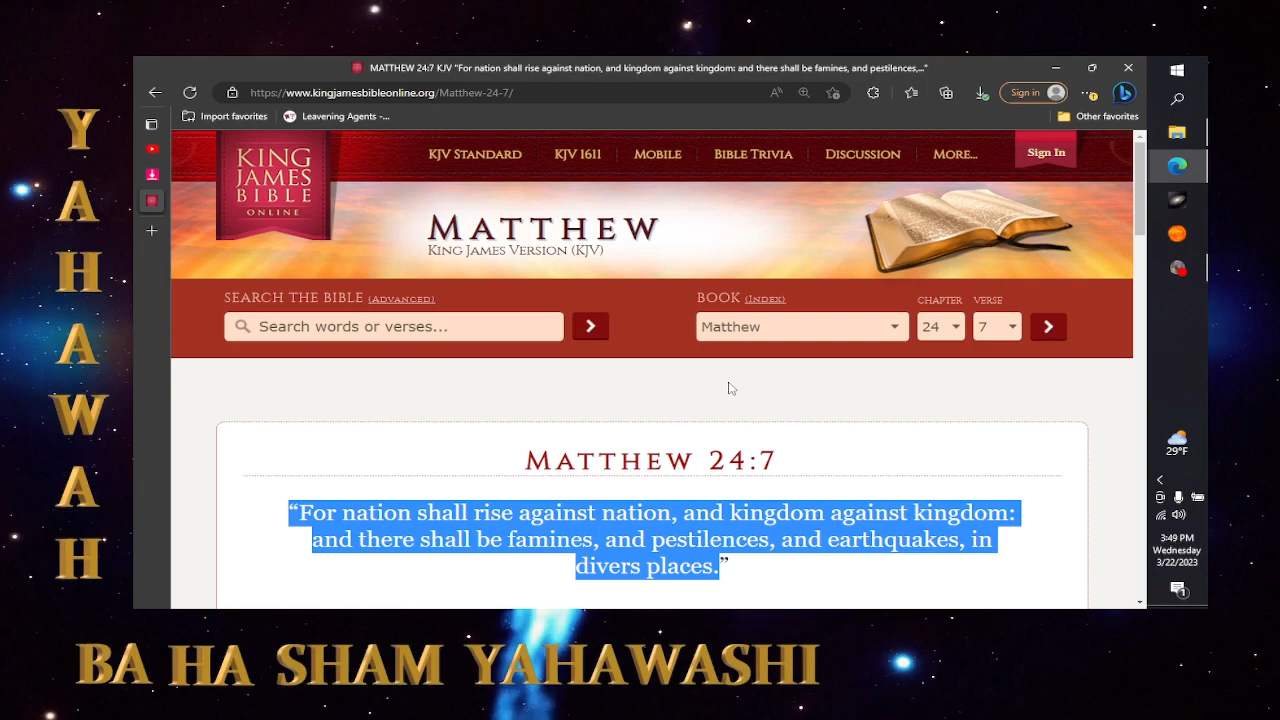 YAHAWAH
MATTHEW 24:7 KJV "For nation shall rise against nation, and kingdom against kingdom: and there shall be famines, and pestilences,..."
https://www.kingjamesbibleonline.org/Matthew-24-7/
Sign in
Import favorites
Leavening Agents -...
Other favorites
KING
JAMES
BIBLE
ONLINE
KJV STANDARD
KJV 1611
MOBILE
BIBLE TRIVIA
DISCUSSION
MORE...
Sign In
MATTHEW
KING JAMES VERSION (KJV)
SEARCH THE BIBLE (ADVANCED)
BOOK (INDEX)
CHAPTER
VERSE
Search words or verses...
Matthew
24
7
MATTHEW 24:7
“For nation shall rise against nation, and kingdom against kingdom:
and there shall be famines, and pestilences, and earthquakes, in
divers places.”
29°F
3:49 PM
Wednesday
3/22/2023
1
BA HA SHAM YAHAWASHI